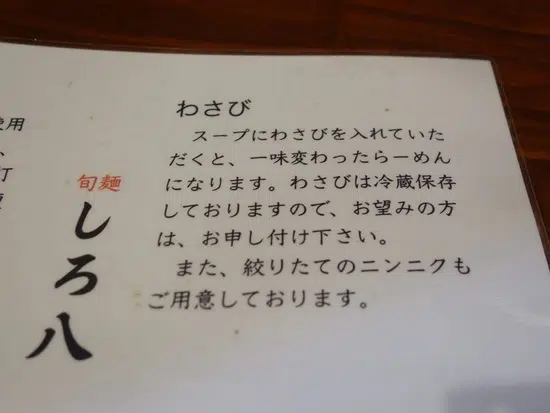 わさび
スープにわさびを入れていた
だくと、一味変わったらーめん
になります。わさびは冷蔵保存
しておりますので、お望みの方
は、お申し付け下さい。
また、絞りたてのニンニクも
ご用意しております。
旬麺
しろ八
用
、